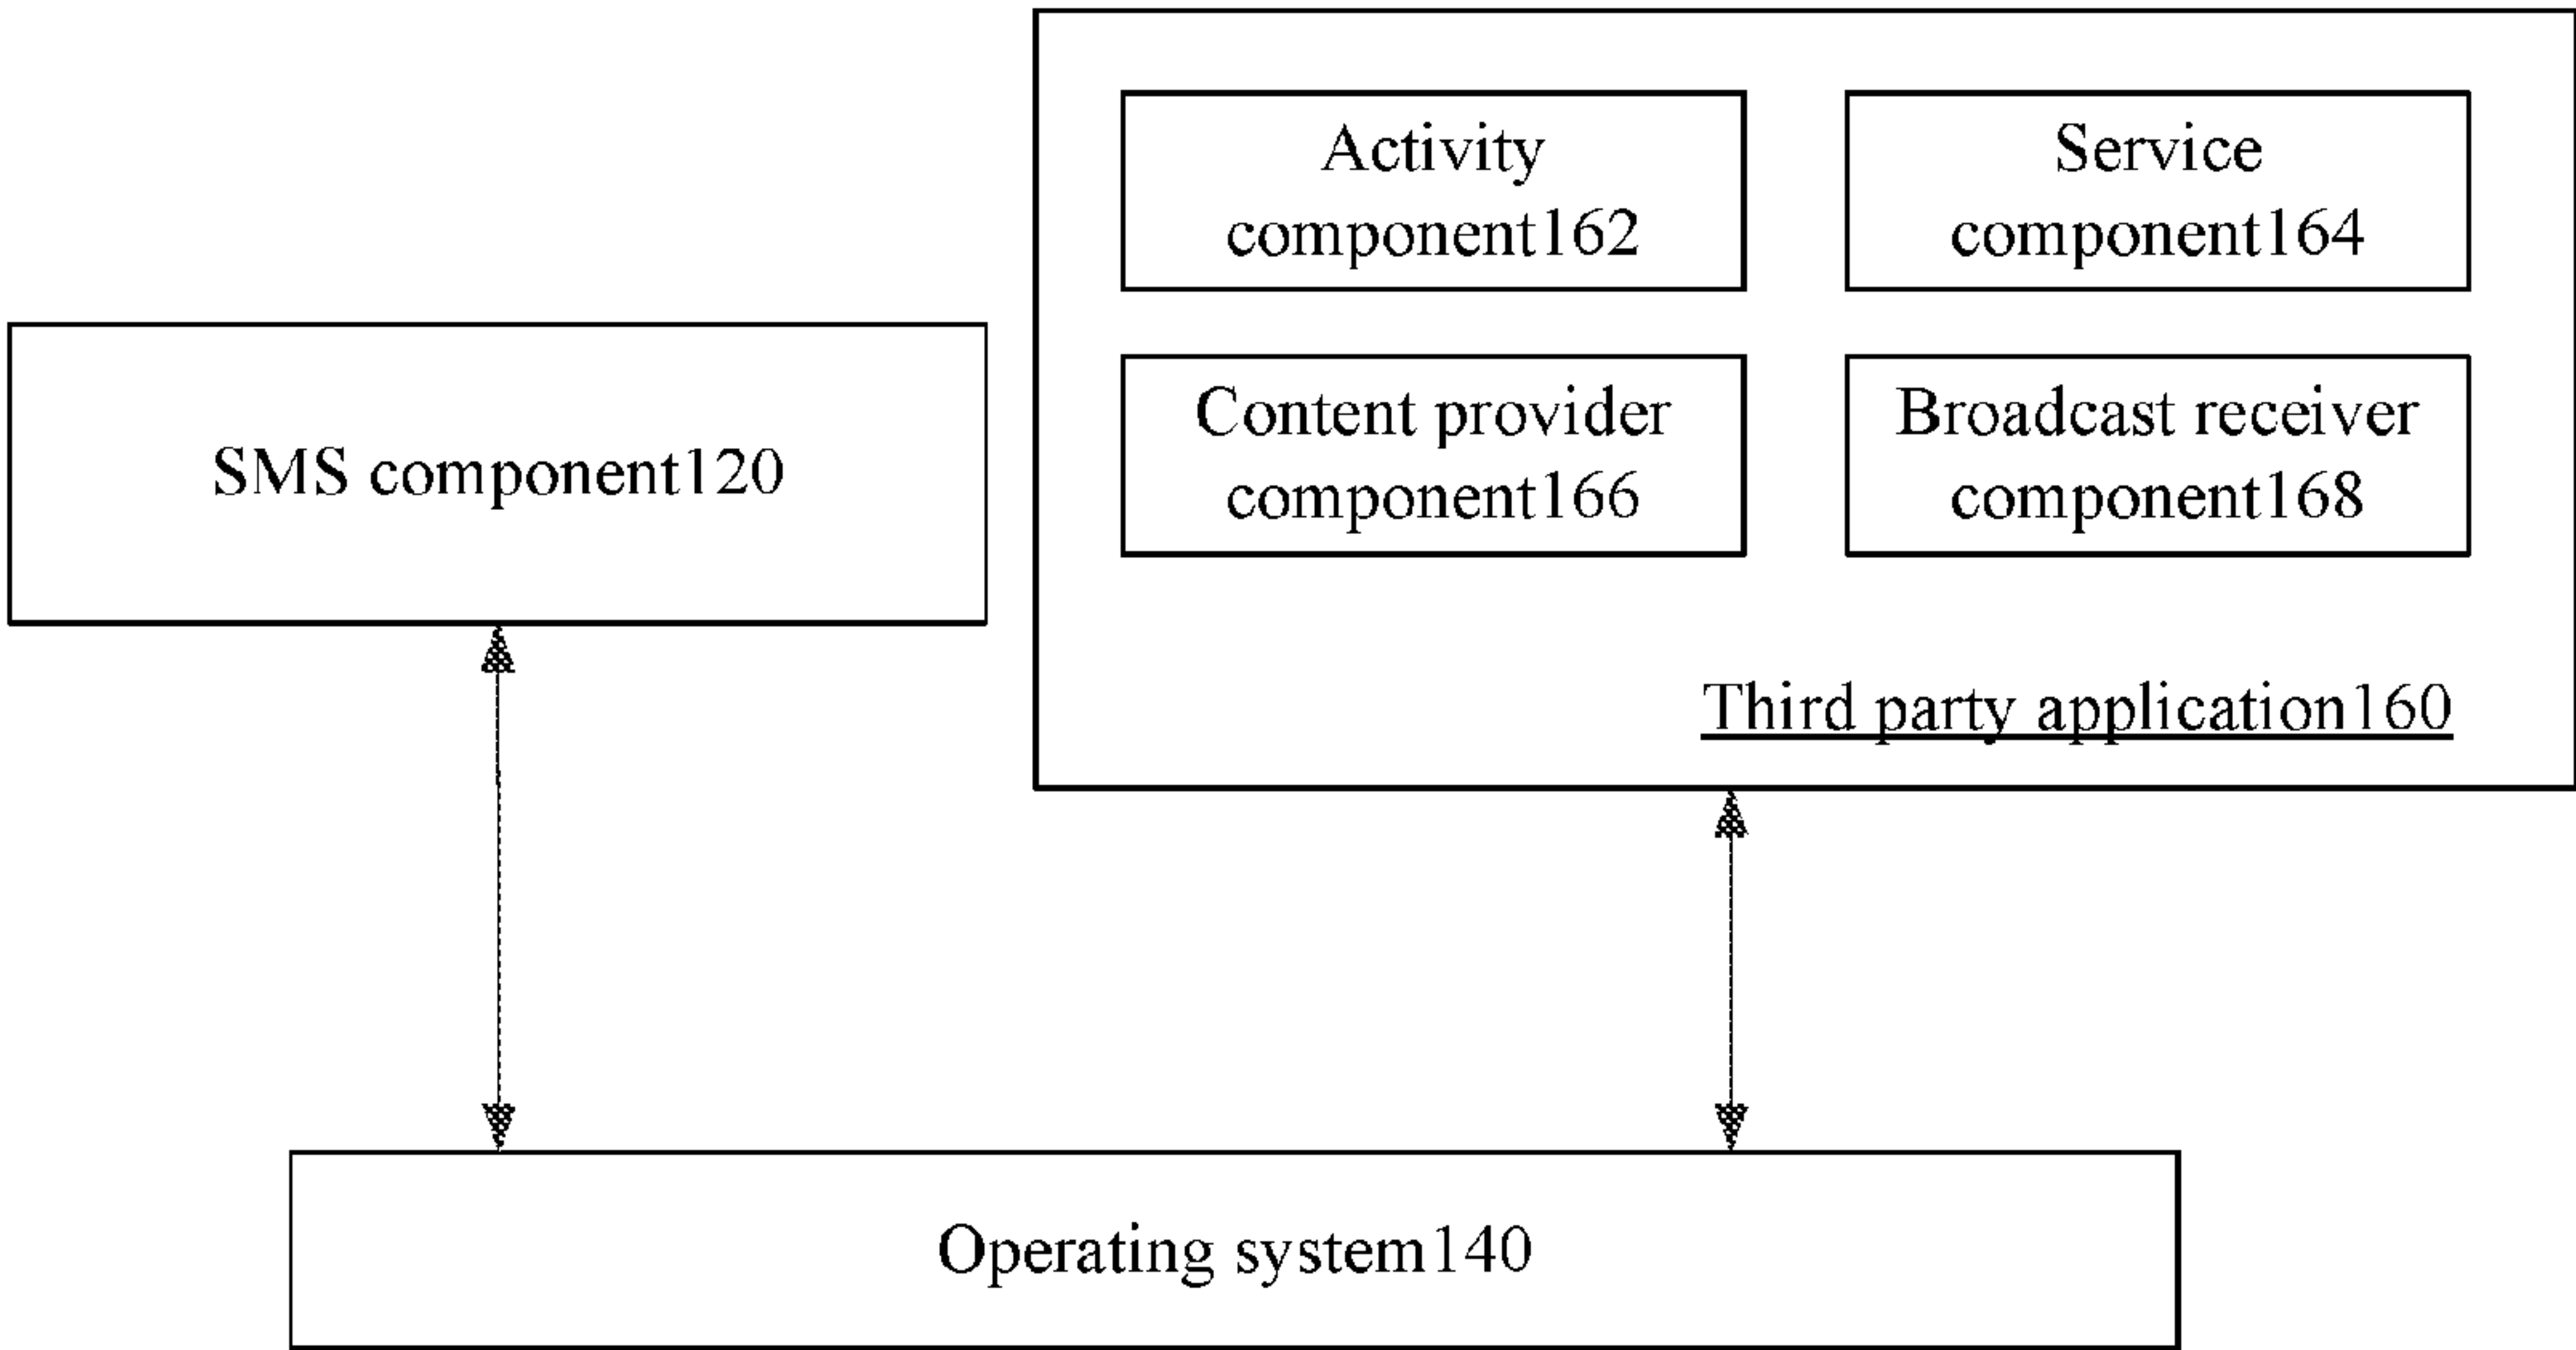 Activity
component162
Service
component164
SMS component120
Content provider
component166
Broadcast receiver
component168
Third party application160
Operating system140